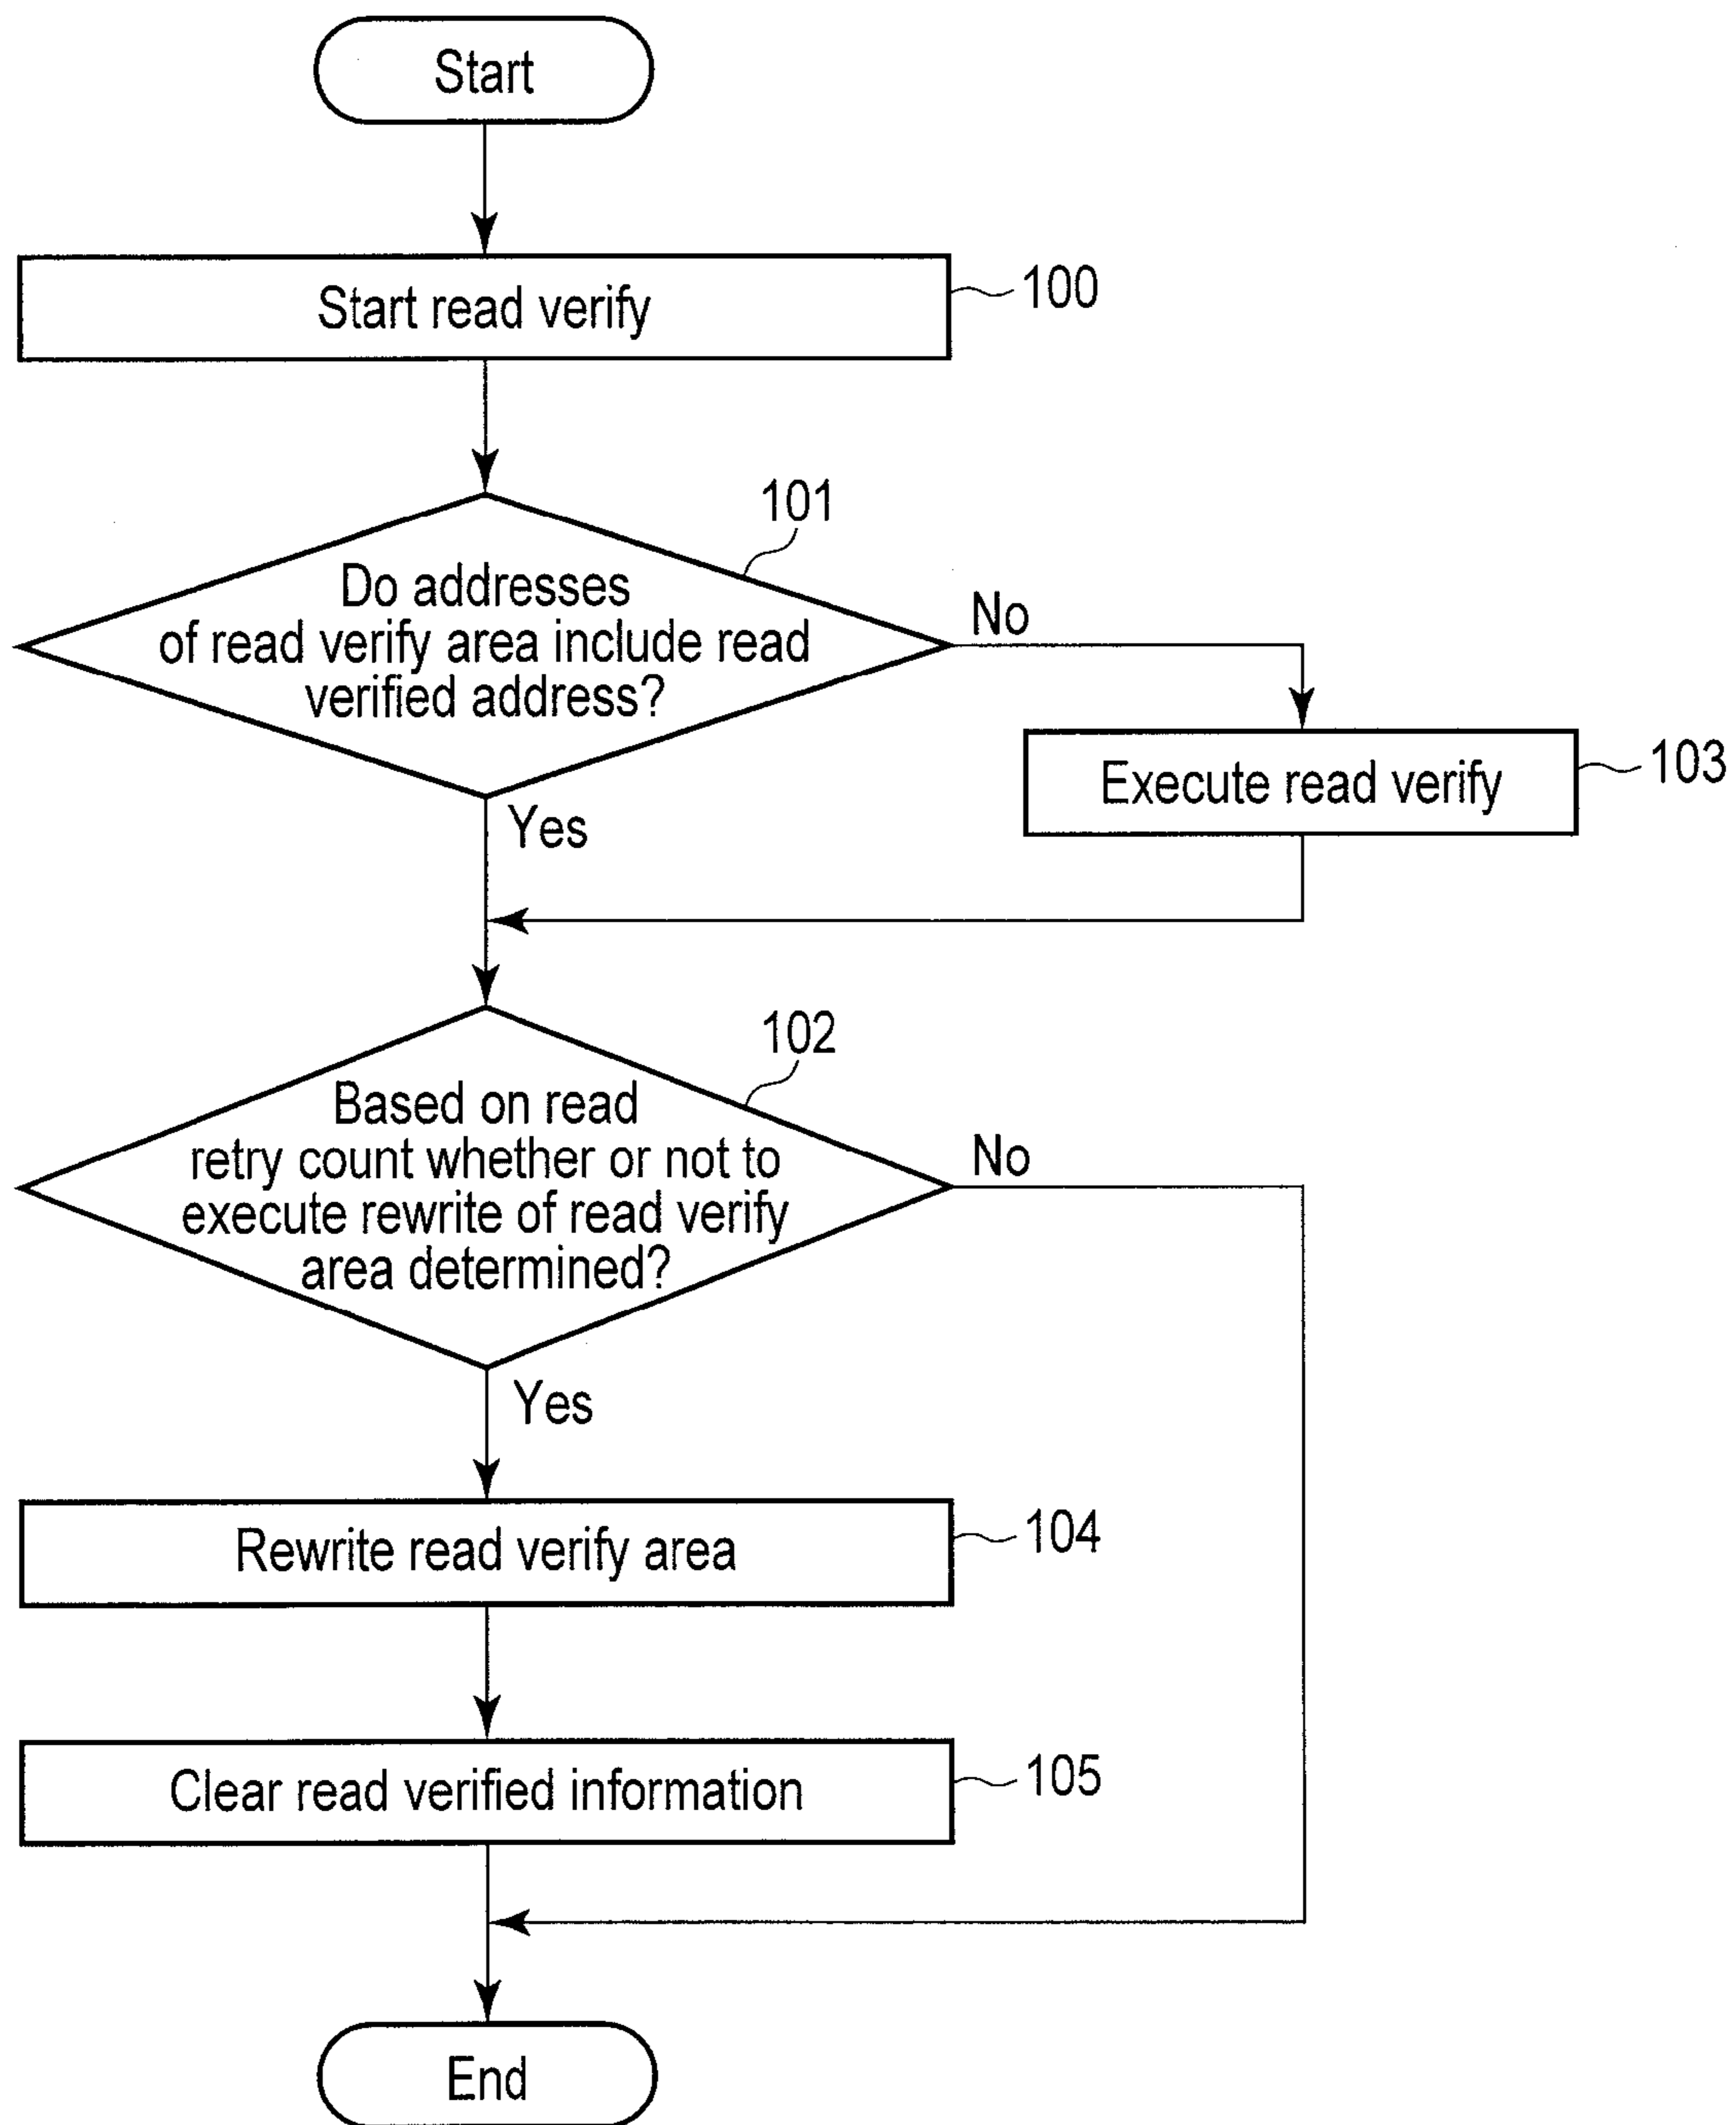 Start
Start read verify
100
101
Do addresses
of read verify area include read
verified address?
No
Execute read verify
103
Yes
102
Based on read
retry count whether or not to
execute rewrite of read verify
area determined?
No
Yes
Rewrite read verify area
104
Clear read verified information
105
End